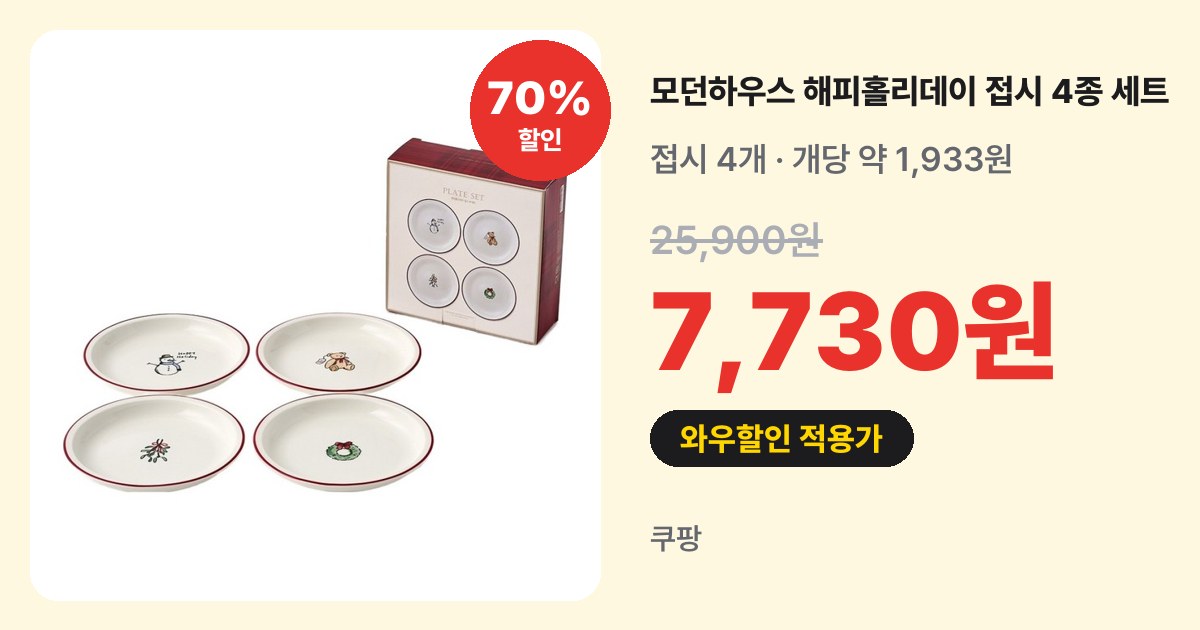 70%
할인
모던하우스 해피홀리데이 접시 4종 세트
접시 4개 · 개당 약 1,933원
25,900원
7,730원
와우할인 적용가
쿠팡
PLATE SET
Happy
Holiday